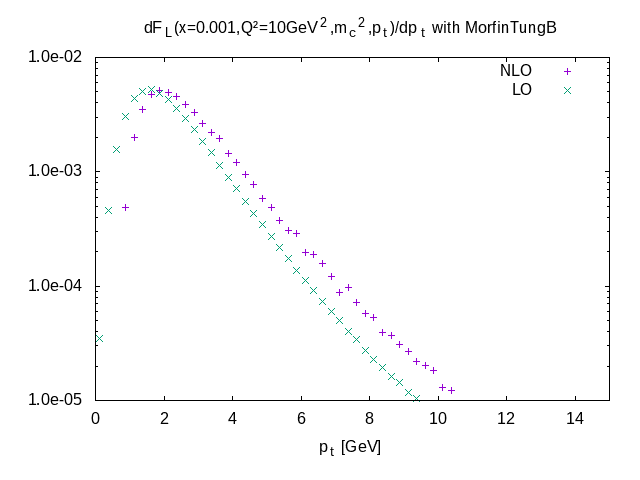 dF_L(x=0.001,Q²=10GeV²,m_c²,p_t)/dp_t with MorfinTungB
NLO
LO
1.0e-02
1.0e-03
1.0e-04
1.0e-05
0 2 4 6 8 10 12 14
p_t [GeV]